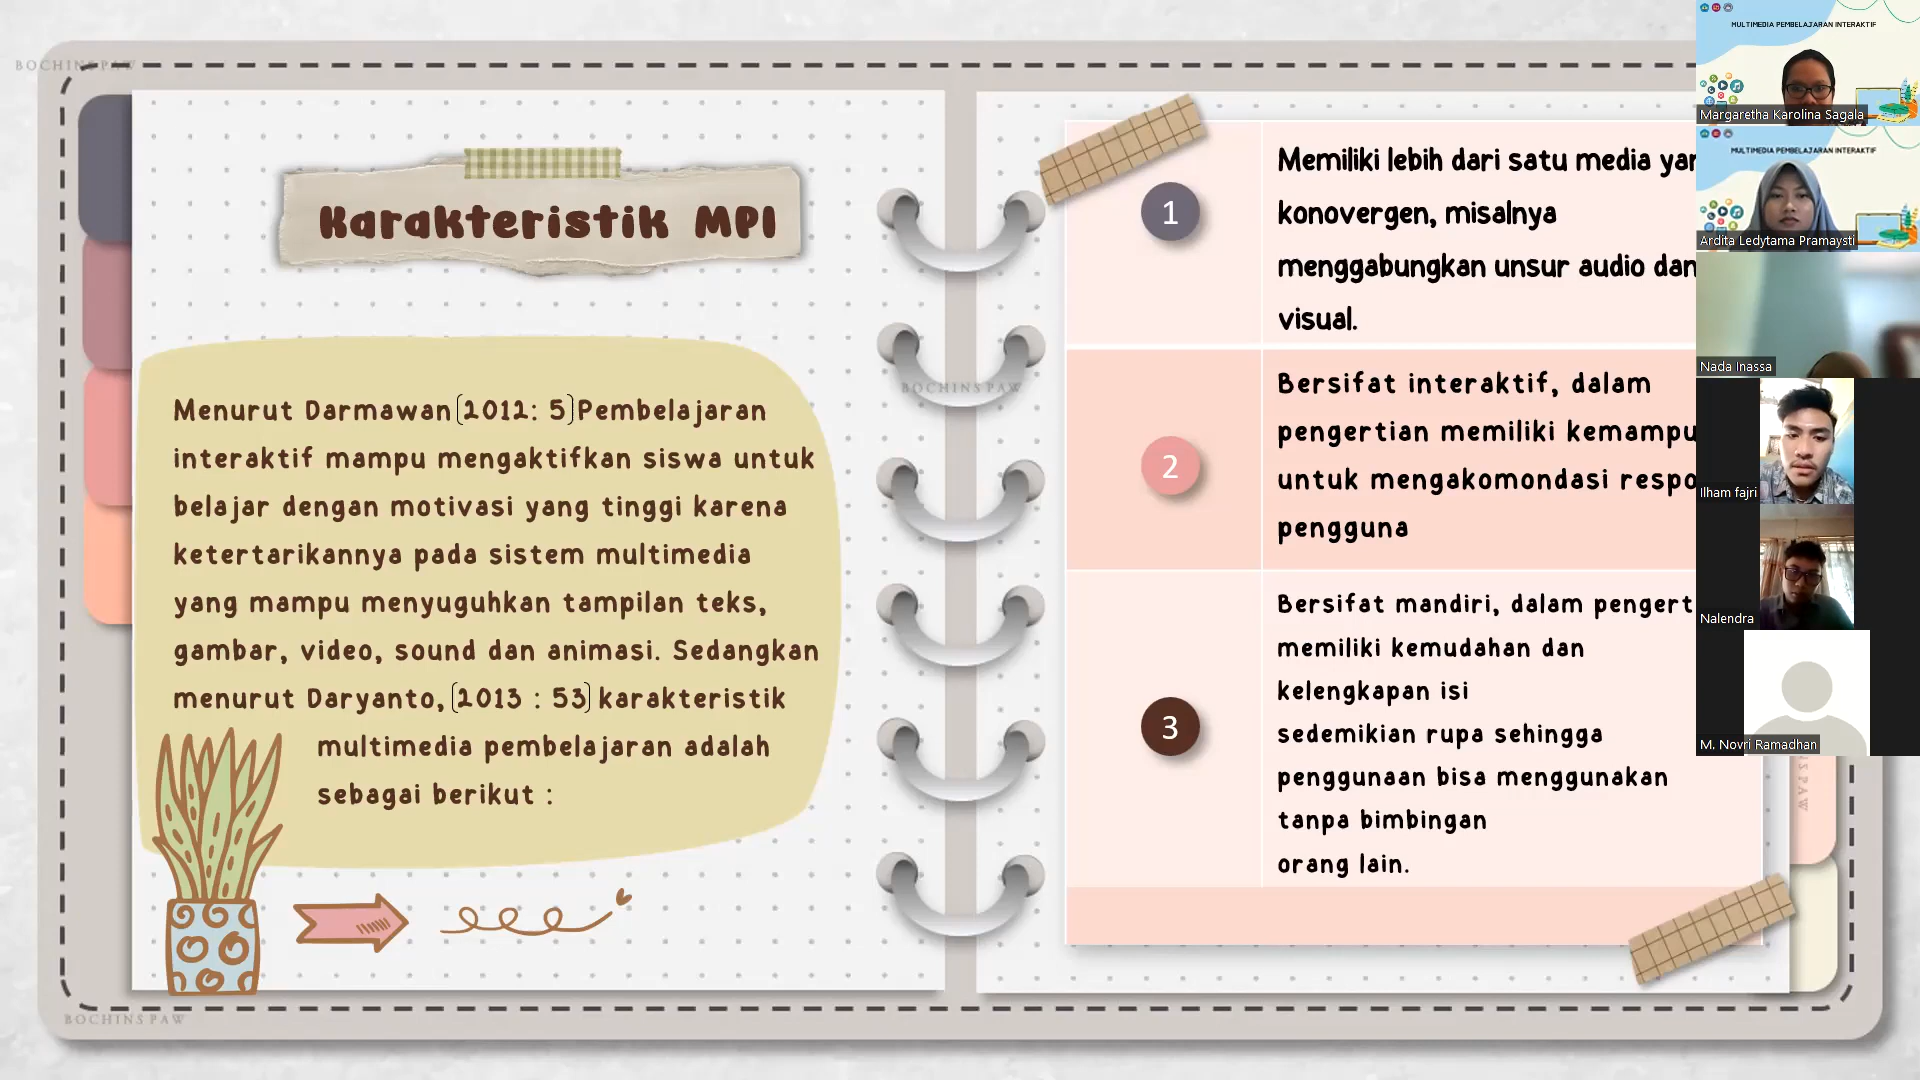 BOCHINS PAW
Karakteristik MPI
Menurut Darmawan(2012: 5)Pembelajaran
interaktif mampu mengaktifkan siswa untuk
belajar dengan motivasi yang tinggi karena
ketertarikannya pada sistem multimedia
yang mampu menyuguhkan tampilan teks,
gambar, video, sound dan animasi. Sedangkan
menurut Daryanto,(2013 : 53)karakteristik
multimedia pembelajaran adalah
sebagai berikut :
BOCHINS PAW
BOCHINS PAW
1
Memiliki lebih dari satu media
konovergen, misalnya
menggabungkan unsur audio dan
visual.
2
Bersifat interaktif, dalam
pengertian memiliki kemampu
untuk mengakomondasi respo
pengguna
3
Bersifat mandiri, dalam pengert
memiliki kemudahan dan
kelengkapan isi
sedemikian rupa sehingga
penggunaan bisa menggunakan
tanpa bimbingan
orang lain.
MULTIMEDIA PEMBELAJARAN INTERAKTIF
Margaretha Karolina Sagala
MULTIMEDIA PEMBELAJARAN INTERAKTIF
Ardita Ledytama Pramaysti
Nada Inassa
Ilham fajri
Nalendra
M. Novri Ramadhan